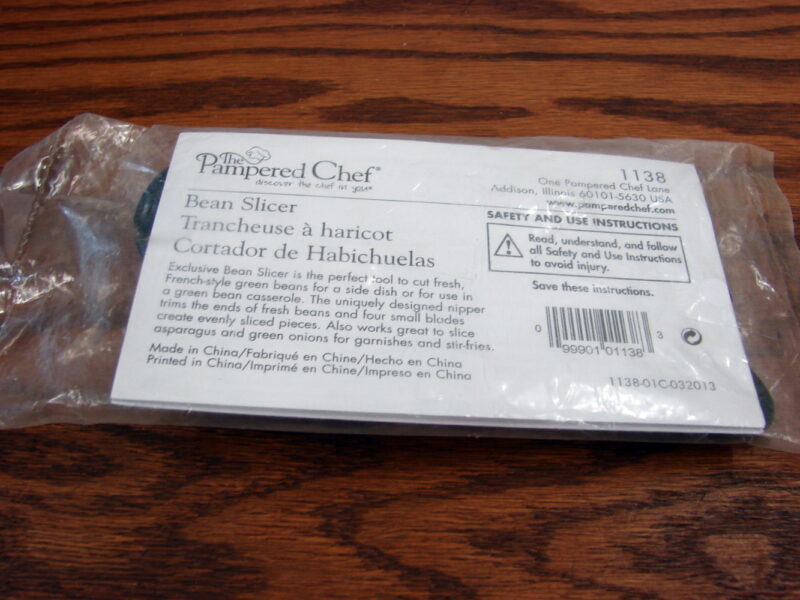 The
Pampered Chef®
discover the chef in you®
Bean Slicer
Trancheuse à haricot
Cortador de Habichuelas
Exclusive Bean Slicer is the perfect tool to cut fresh,
French-style green beans for a side dish or for use in
a green bean casserole. The uniquely designed nipper
trims the ends of fresh beans and four small blades
create evenly sliced pieces. Also works great to slice
asparagus and green onions for garnishes and stir-fries.
Made in China/Fabriqué en Chine/Hecho en China
Printed in China/Imprimé en Chine/Impreso en China
1138
One Pampered Chef Lane
Addison, Illinois 60101-5630 USA
www.pamperedchef.com
SAFETY AND USE INSTRUCTIONS
Read, understand, and follow
all Safety and Use Instructions
to avoid injury.
Save these instructions.
0 99901 01138 3
1138-01C-032013